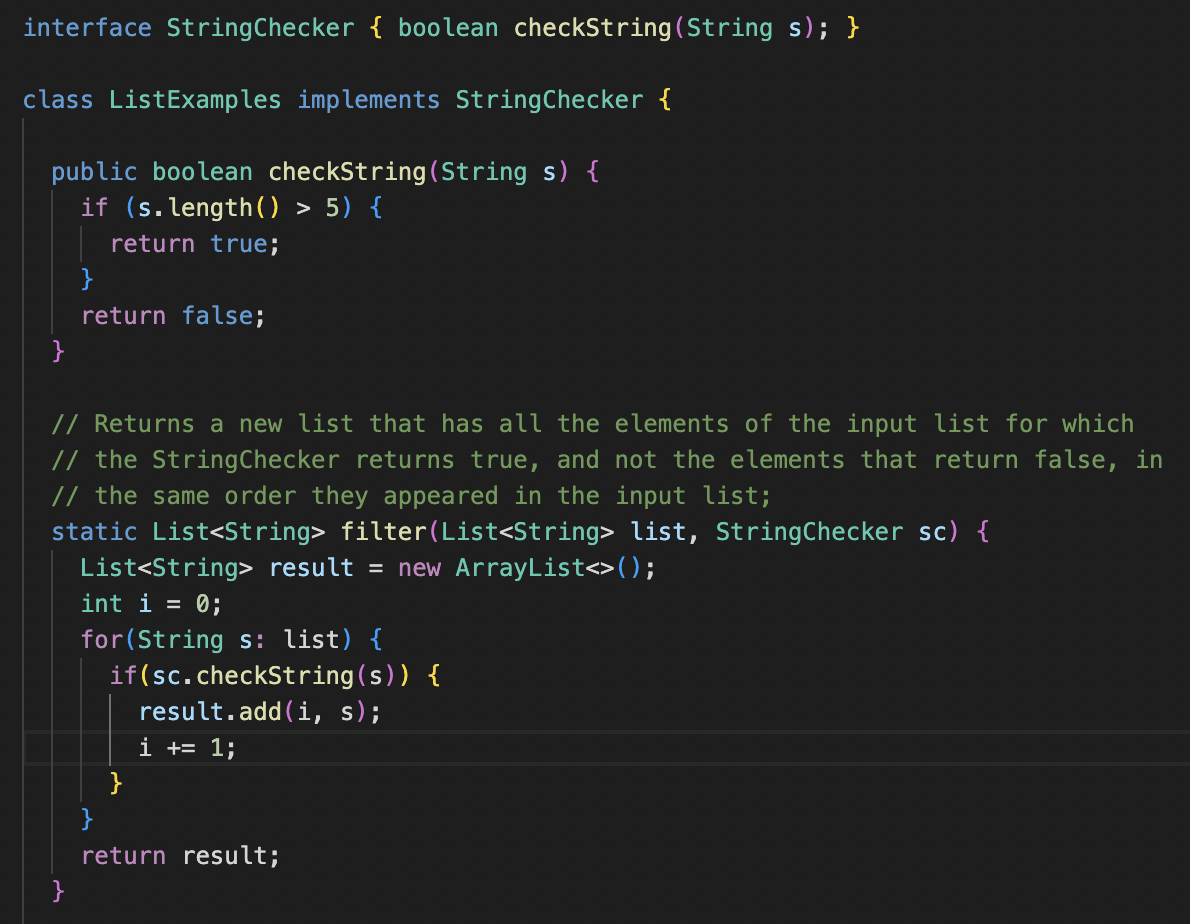 interface StringChecker { boolean checkString(String s); }
class ListExamples implements StringChecker {
public boolean checkString(String s) {
if (s.length() > 5) {
return true;
}
return false;
}
// Returns a new list that has all the elements of the input list for which
// the StringChecker returns true, and not the elements that return false, in
// the same order they appeared in the input list;
static List<String> filter(List<String> list, StringChecker sc) {
List<String> result = new ArrayList<>();
int i = 0;
for(String s: list) {
if(sc.checkString(s)) {
result.add(i, s);
i += 1;
}
}
return result;
}